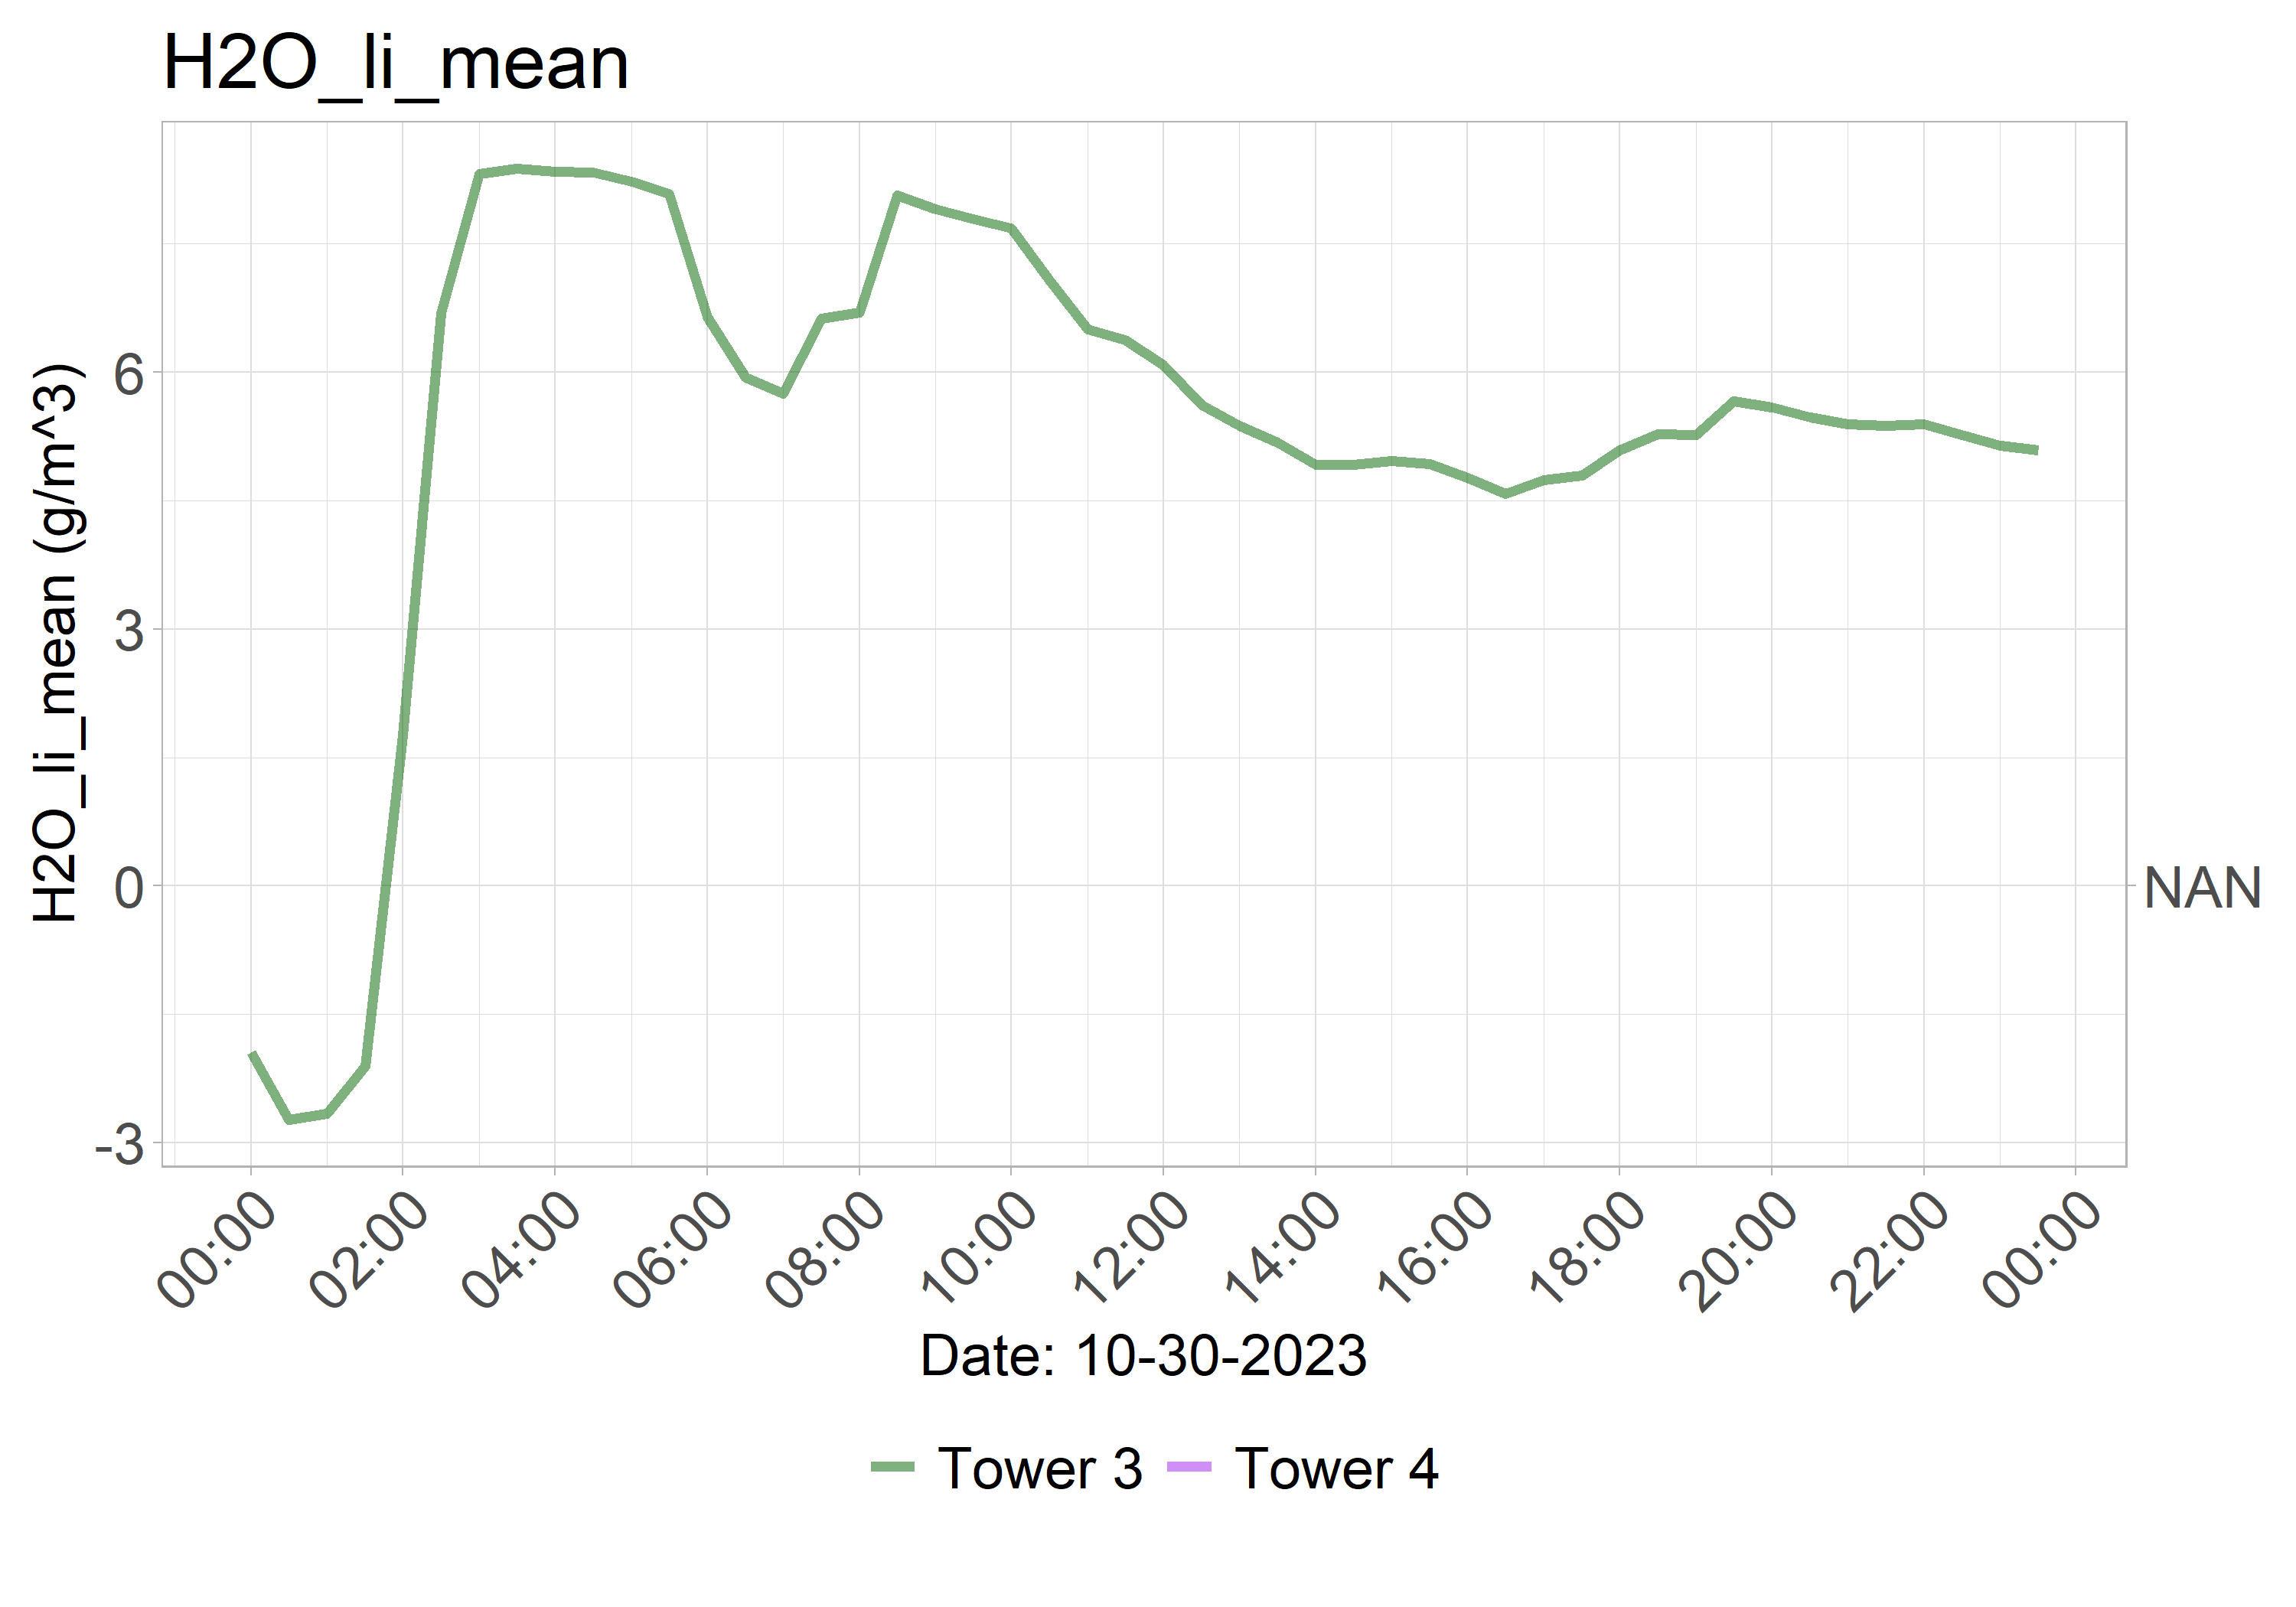 H2O_li_mean
H2O_li_mean (g/m^3)
6
3
0
-3
NAN
00:00 02:00 04:00 06:00 08:00 10:00 12:00 14:00 16:00 18:00 20:00 22:00 00:00
Date: 10-30-2023
Tower 3 Tower 4